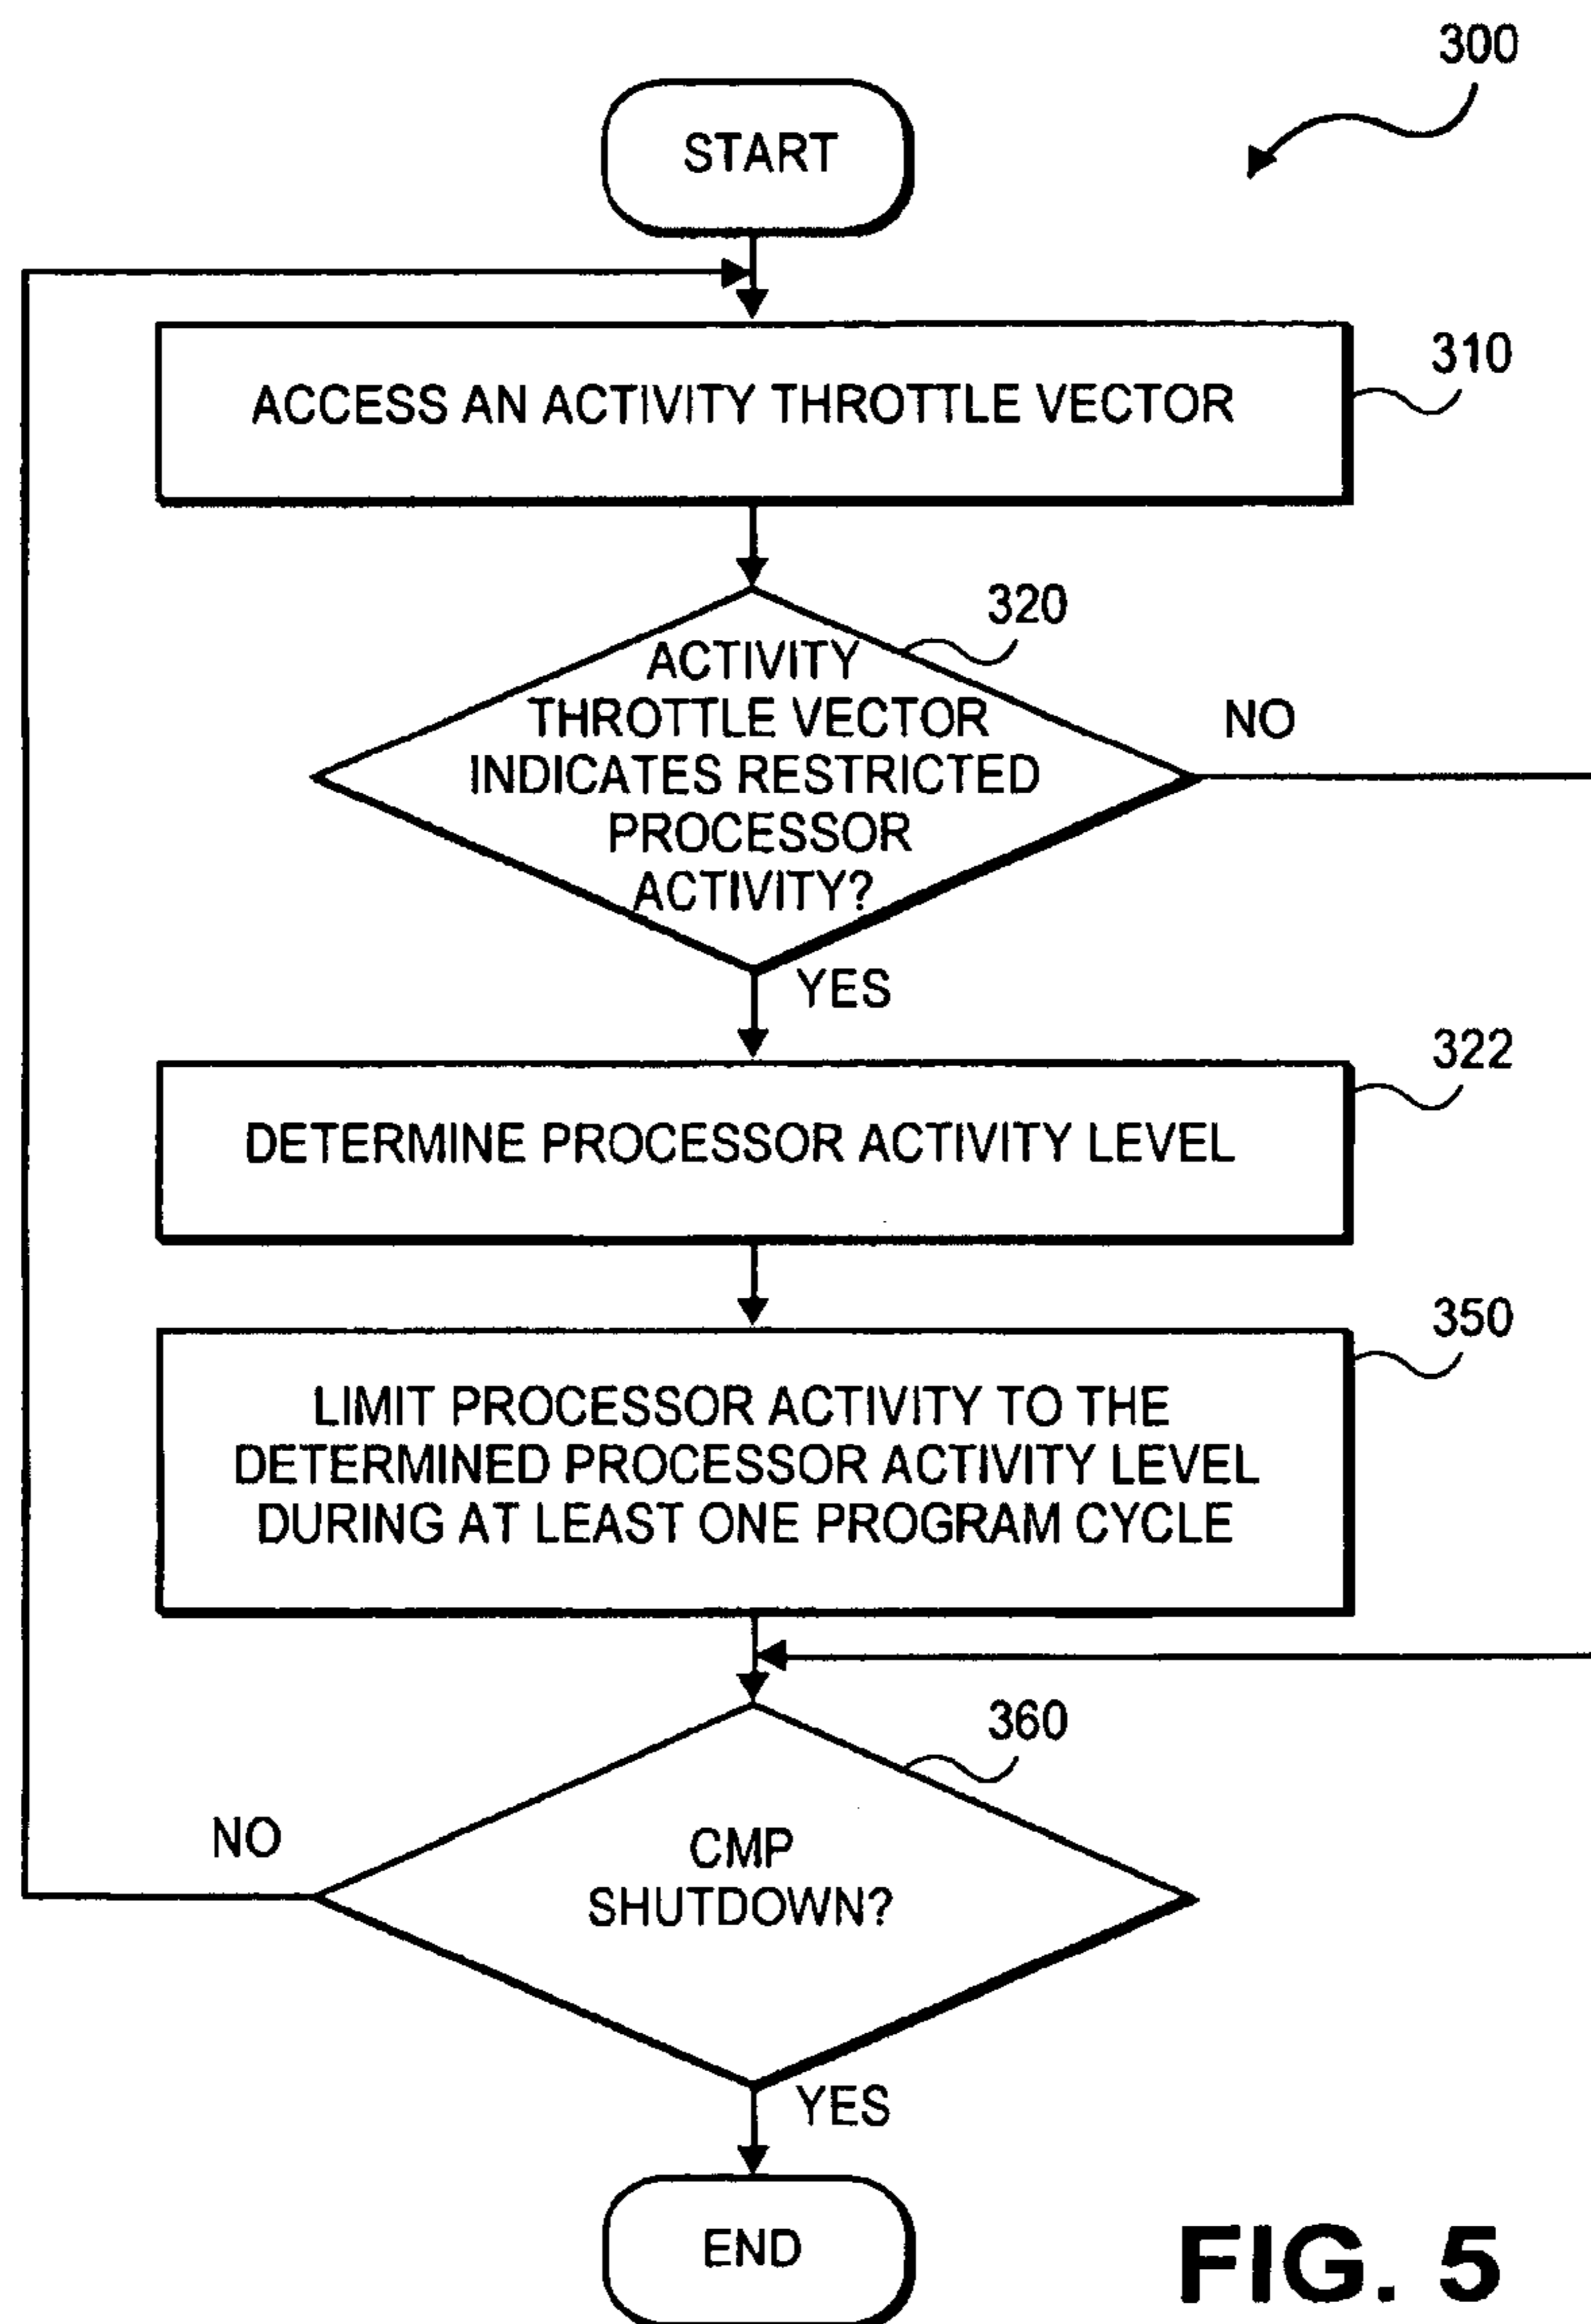 300
START
310
ACCESS AN ACTIVITY THROTTLE VECTOR
320
ACTIVITY
THROTTLE VECTOR
INDICATES RESTRICTED
PROCESSOR
ACTIVITY?
NO
YES
322
DETERMINE PROCESSOR ACTIVITY LEVEL
350
LIMIT PROCESSOR ACTIVITY TO THE
DETERMINED PROCESSOR ACTIVITY LEVEL
DURING AT LEAST ONE PROGRAM CYCLE
360
NO
CMP
SHUTDOWN?
YES
END
FIG. 5